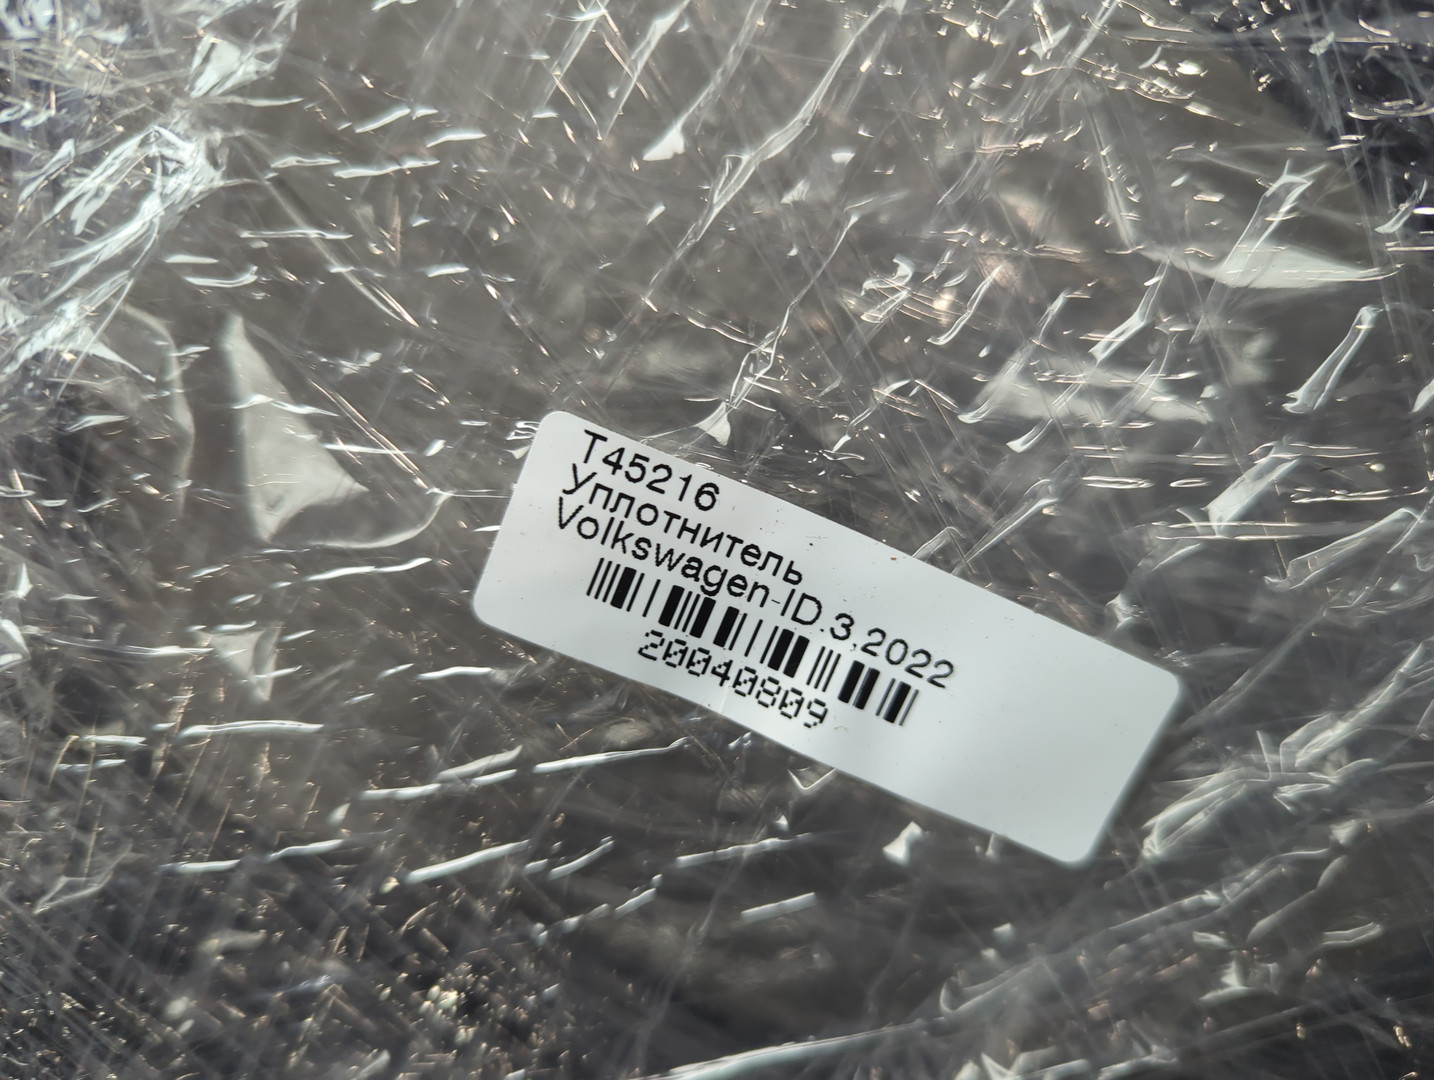 T45216
Уплотнитель
Volkswagen-ID.3,2022
20040809